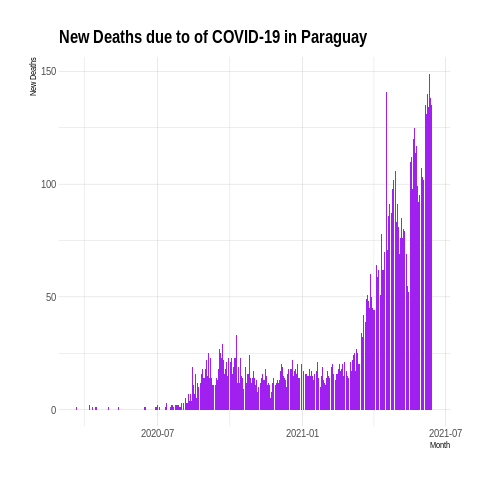 New Deaths due to of COVID-19 in Paraguay
New Deaths
150
100
50
0
2020-07
2021-01
2021-07
Month